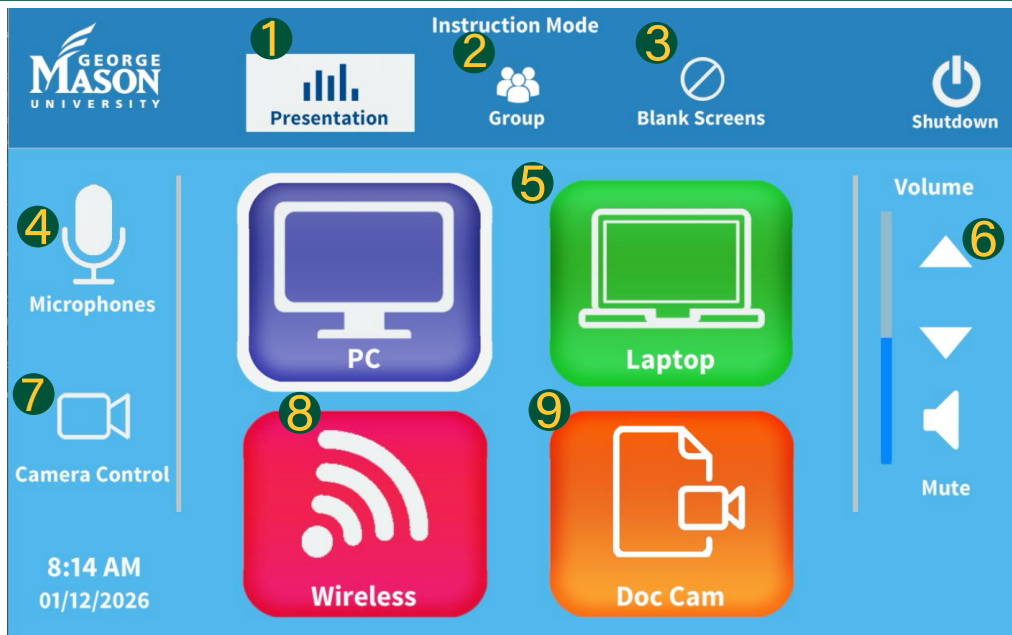 GEORGE
MASON
UNIVERSITY
Instruction Mode
1
Presentation
2
Group
3
Blank Screens
Shutdown
4
Microphones
7
Camera Control
8:14 AM
01/12/2026
PC
5
Laptop
8
Wireless
9
Doc Cam
Volume
6
Mute